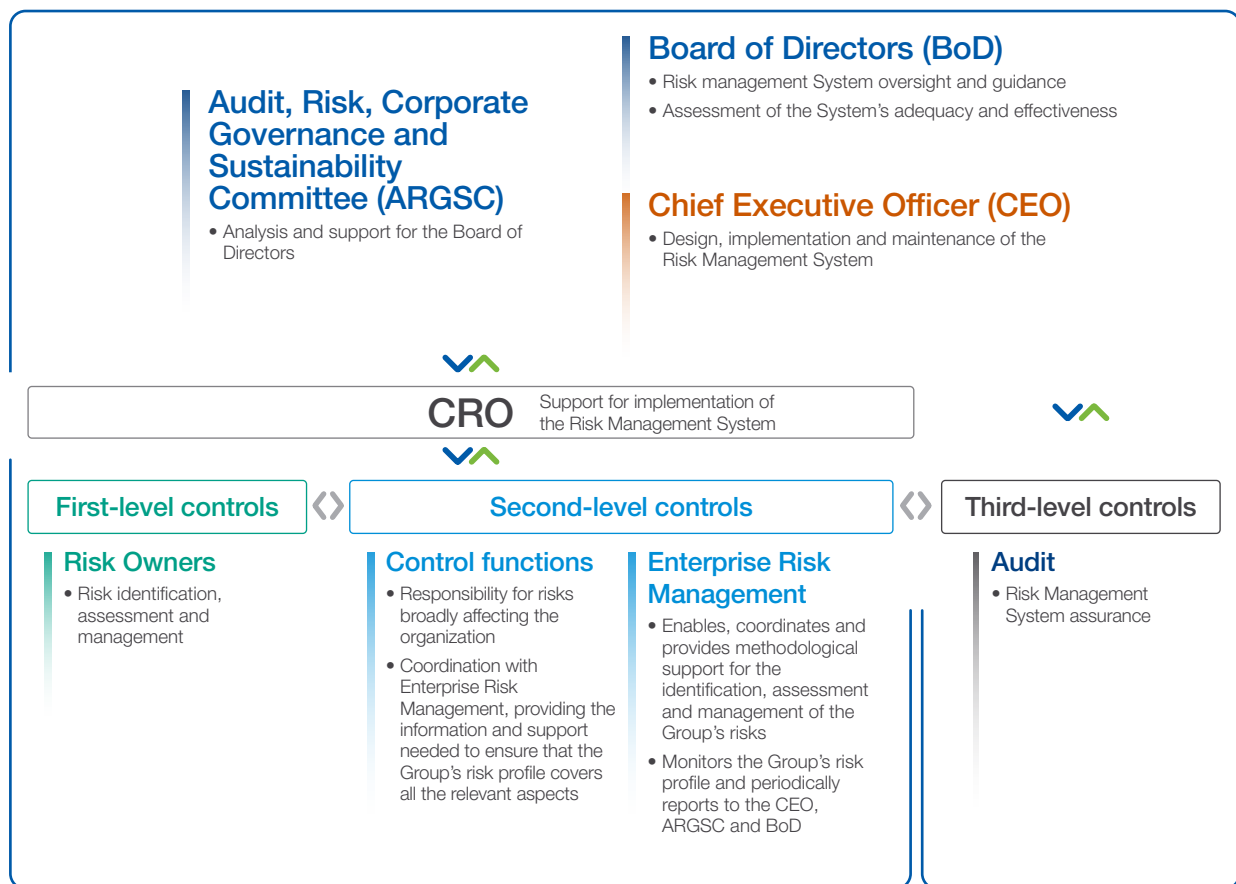 Audit, Risk, Corporate
Governance and
Sustainability
Committee (ARGSC)
• Analysis and support for the Board of
Directors
Board of Directors (BoD)
• Risk management System oversight and guidance
• Assessment of the System's adequacy and effectiveness
Chief Executive Officer (CEO)
• Design, implementation and maintenance of the
Risk Management System
CRO
Support for implementation of
the Risk Management System
First-level controls
Second-level controls
Third-level controls
Risk Owners
• Risk identification,
assessment and
management
Control functions
• Responsibility for risks
broadly affecting the
organization
• Coordination with
Enterprise Risk
Management, providing the
information and support
needed to ensure that the
Group's risk profile covers
all the relevant aspects
Enterprise Risk
Management
• Enables, coordinates and
provides methodological
support for the
identification, assessment
and management of the
Group's risks
• Monitors the Group's risk
profile and periodically
reports to the CEO,
ARGSC and BoD
Audit
• Risk Management
System assurance